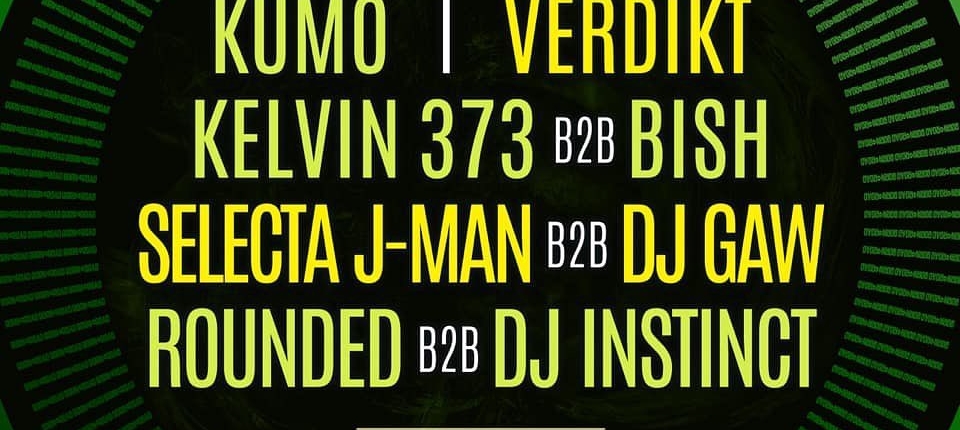 KUMO | VERDIKT
KELVIN 373 B2B BISH
SELECTA J-MAN B2B DJ GAW
ROUNDED B2B DJ INSTINCT